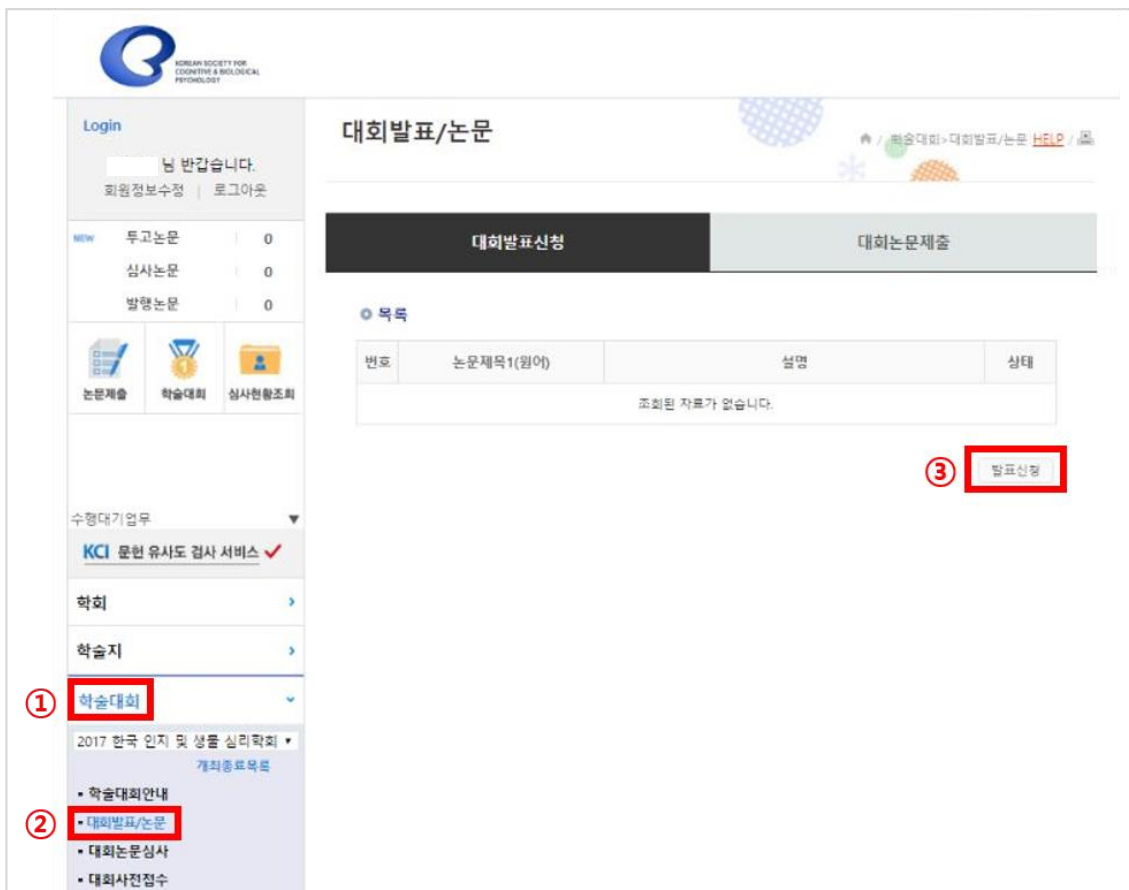 KOREAN SOCIETY FOR
COGNITIVE & BIOLOGICAL
PSYCHOLOGY
Login
님 반갑습니다.
회원정보수정 | 로그아웃
NEW 투고논문 0
심사논문 0
발행논문 0
논문제출 학술대회 심사현황조회
수행대기업무 ▼
KCI 문헌 유사도 검사 서비스
학회
학술지
① 학술대회
2017 한국 인지 및 생물 심리학회 ▼
개최종료목록
▪ 학술대회안내
② ▪ 대회발표/논문
▪ 대회논문심사
▪ 대회사전접수
대회발표/논문
/ 학술대회>대회발표/논문 HELP /
대회발표신청 대회논문제출
목록
번호 논문제목1(원어) 설명 상태
조회된 자료가 없습니다.
③ 발표신청